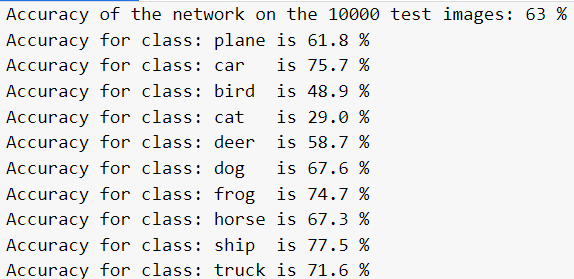 Accuracy of the network on the 10000 test images: 63 %
Accuracy for class: plane is 61.8 %
Accuracy for class: car   is 75.7 %
Accuracy for class: bird  is 48.9 %
Accuracy for class: cat   is 29.0 %
Accuracy for class: deer  is 58.7 %
Accuracy for class: dog   is 67.6 %
Accuracy for class: frog  is 74.7 %
Accuracy for class: horse is 67.3 %
Accuracy for class: ship  is 77.5 %
Accuracy for class: truck is 71.6 %